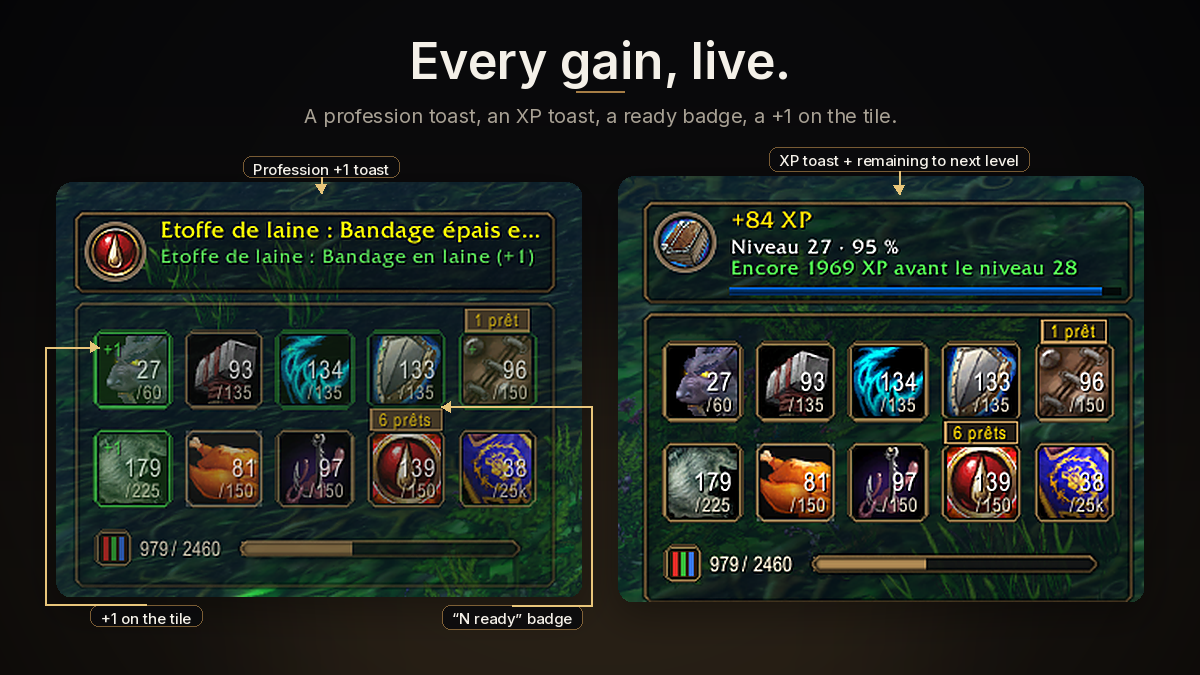 Every gain, live.
A profession toast, an XP toast, a ready badge, a +1 on the tile.
Profession +1 toast
Etoffe de laine : Bandage épais e...
Etoffe de laine : Bandage en laine (+1)
1 prêt
+1
27
/60
93
/135
134
/135
133
/135
96
/150
6 prêts
+1
179
/225
81
/150
97
/150
139
/150
38
/25k
979 / 2460
+1 on the tile
“N ready” badge
XP toast + remaining to next level
+84 XP
Niveau 27 · 95 %
Encore 1969 XP avant le niveau 28
1 prêt
27
/60
93
/135
134
/135
133
/135
96
/150
6 prêts
179
/225
81
/150
97
/150
139
/150
38
/25k
979 / 2460